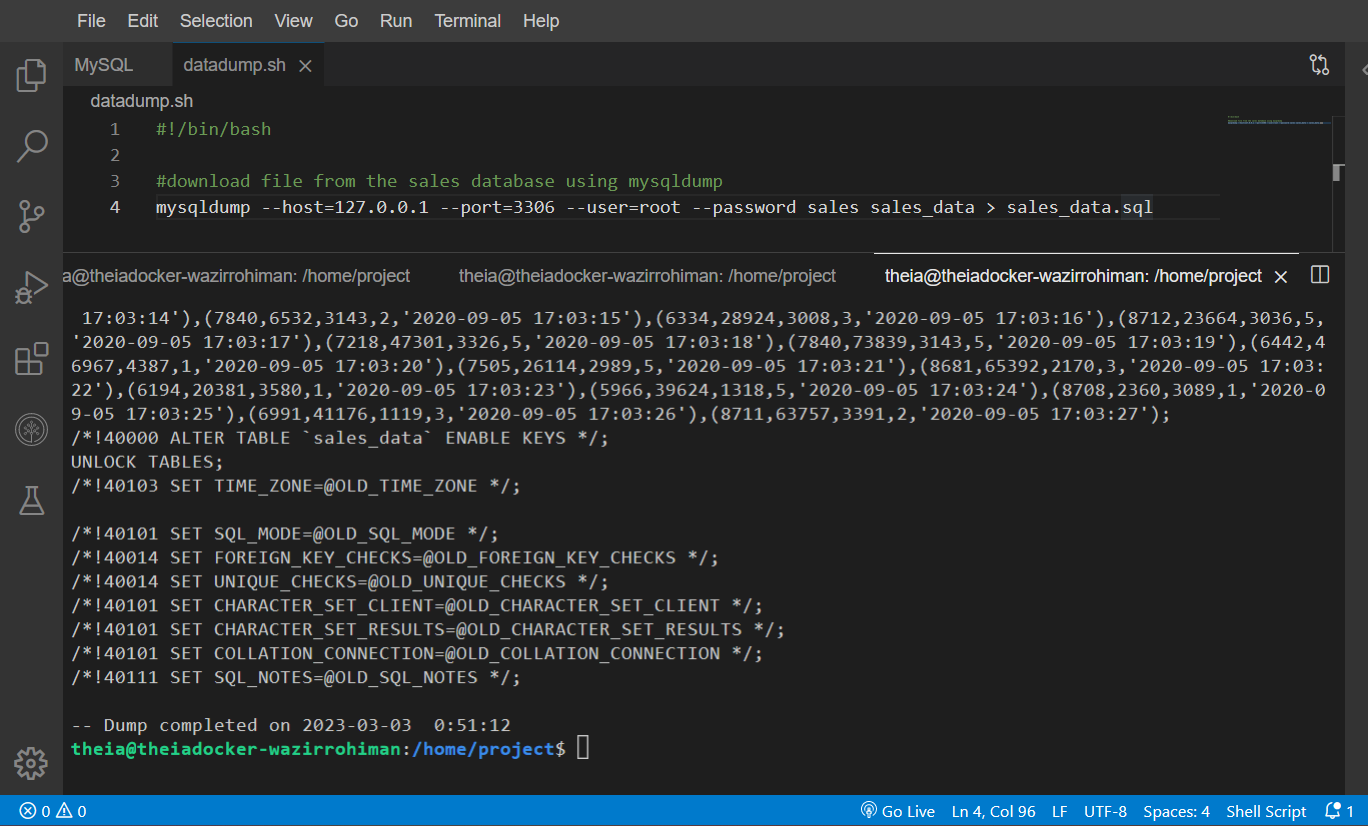 File Edit Selection View Go Run Terminal Help
MySQL datadump.sh
datadump.sh
1 #!/bin/bash
2
3 #download file from the sales database using mysqldump
4 mysqldump --host=127.0.0.1 --port=3306 --user=root --password sales sales_data > sales_data.sql
a@theiadocker-wazirrohiman: /home/project theia@theiadocker-wazirrohiman: /home/project theia@theiadocker-wazirrohiman: /home/project
17:03:14'),(7840,6532,3143,2,'2020-09-05 17:03:15'),(6334,28924,3008,3,'2020-09-05 17:03:16'),(8712,23664,3036,5,
'2020-09-05 17:03:17'),(7218,47301,3326,5,'2020-09-05 17:03:18'),(7840,73839,3143,5,'2020-09-05 17:03:19'),(6442,4
6967,4387,1,'2020-09-05 17:03:20'),(7505,26114,2989,5,'2020-09-05 17:03:21'),(8681,65392,2170,3,'2020-09-05 17:03:
22'),(6194,20381,3580,1,'2020-09-05 17:03:23'),(5966,39624,1318,5,'2020-09-05 17:03:24'),(8708,2360,3089,1,'2020-0
9-05 17:03:25'),(6991,41176,1119,3,'2020-09-05 17:03:26'),(8711,63757,3391,2,'2020-09-05 17:03:27');
/*!40000 ALTER TABLE `sales_data` ENABLE KEYS */;
UNLOCK TABLES;
/*!40103 SET TIME_ZONE=@OLD_TIME_ZONE */;
/*!40101 SET SQL_MODE=@OLD_SQL_MODE */;
/*!40014 SET FOREIGN_KEY_CHECKS=@OLD_FOREIGN_KEY_CHECKS */;
/*!40014 SET UNIQUE_CHECKS=@OLD_UNIQUE_CHECKS */;
/*!40101 SET CHARACTER_SET_CLIENT=@OLD_CHARACTER_SET_CLIENT */;
/*!40101 SET CHARACTER_SET_RESULTS=@OLD_CHARACTER_SET_RESULTS */;
/*!40101 SET COLLATION_CONNECTION=@OLD_COLLATION_CONNECTION */;
/*!40111 SET SQL_NOTES=@OLD_SQL_NOTES */;
-- Dump completed on 2023-03-03  0:51:12
theia@theiadocker-wazirrohiman:/home/project$
0 0 Go Live Ln 4, Col 96 LF UTF-8 Spaces: 4 Shell Script 1